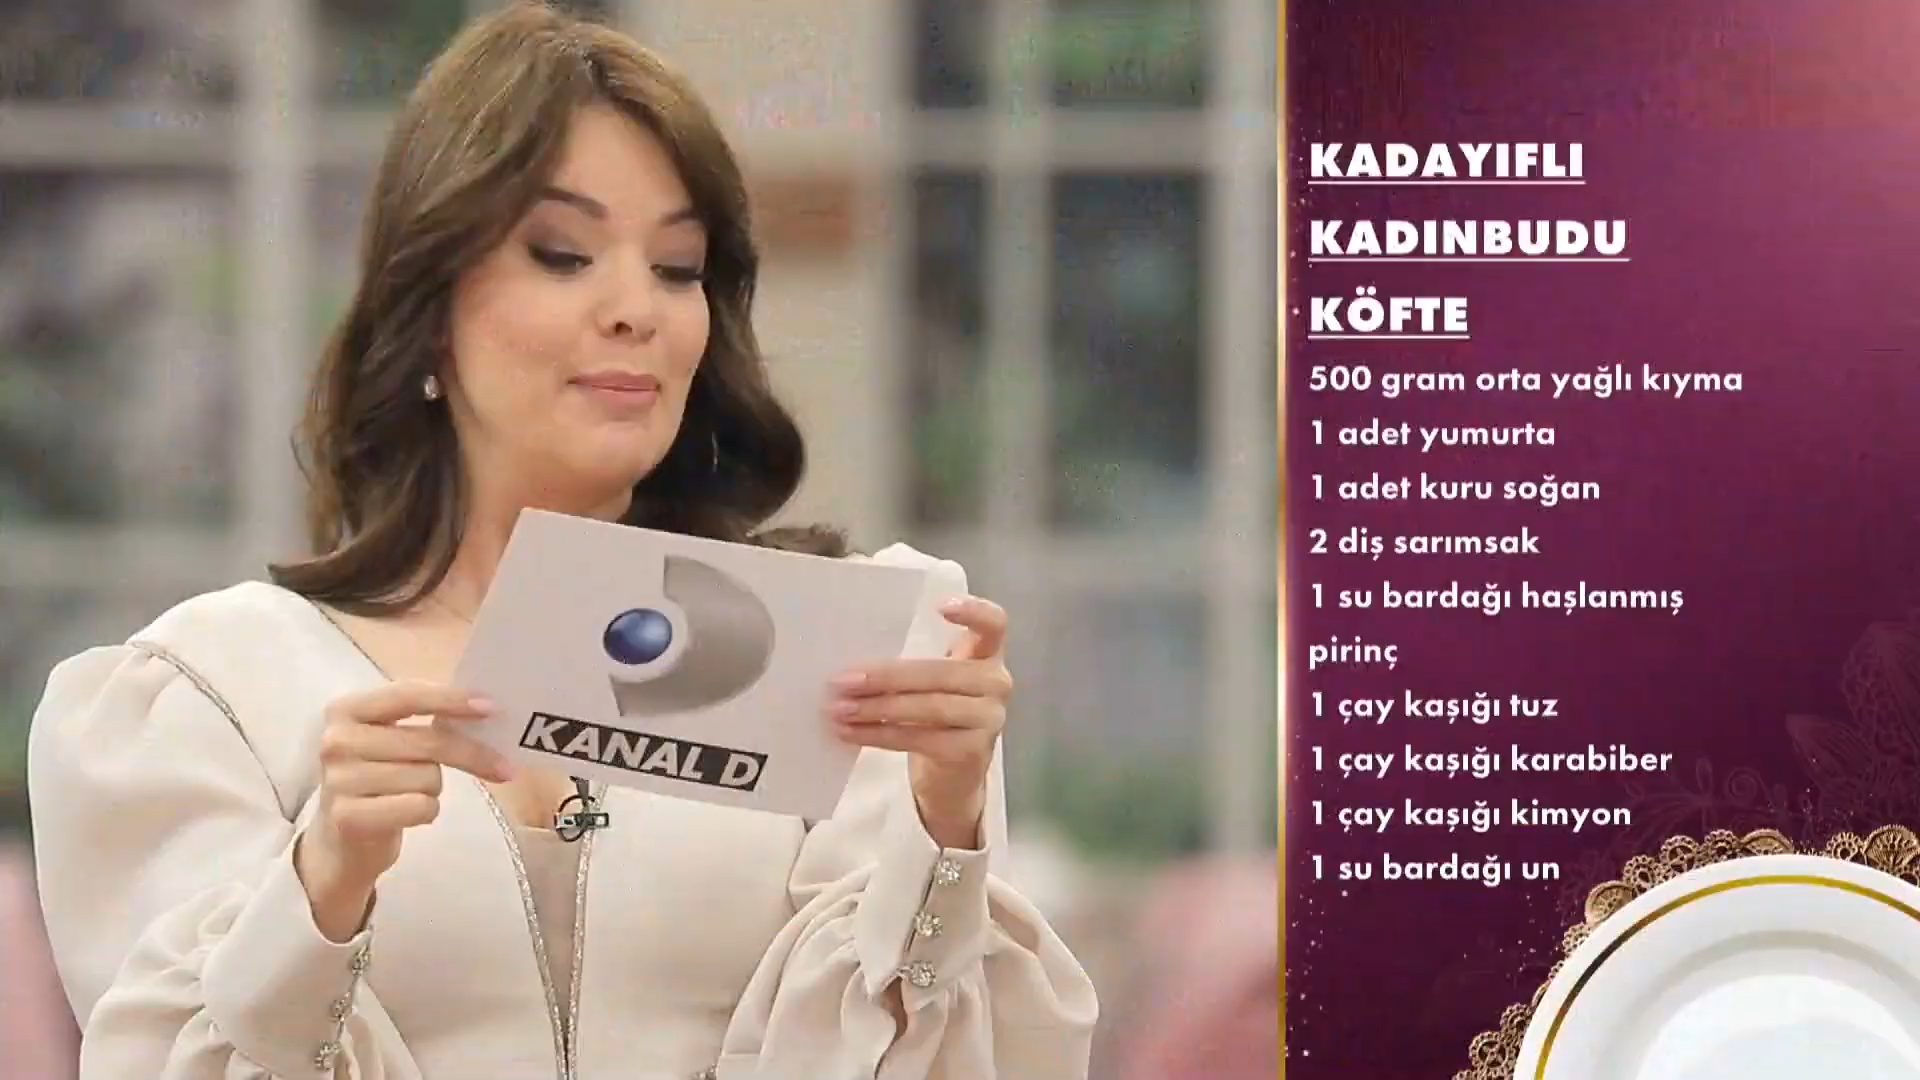 KADAYIFLI
KADINBUDU
KÖFTE
500 gram orta yağlı kıyma
1 adet yumurta
1 adet kuru soğan
2 diş sarımsak
1 su bardağı haşlanmış
pirinç
1 çay kaşığı tuz
1 çay kaşığı karabiber
1 çay kaşığı kimyon
1 su bardağı un
KANAL D